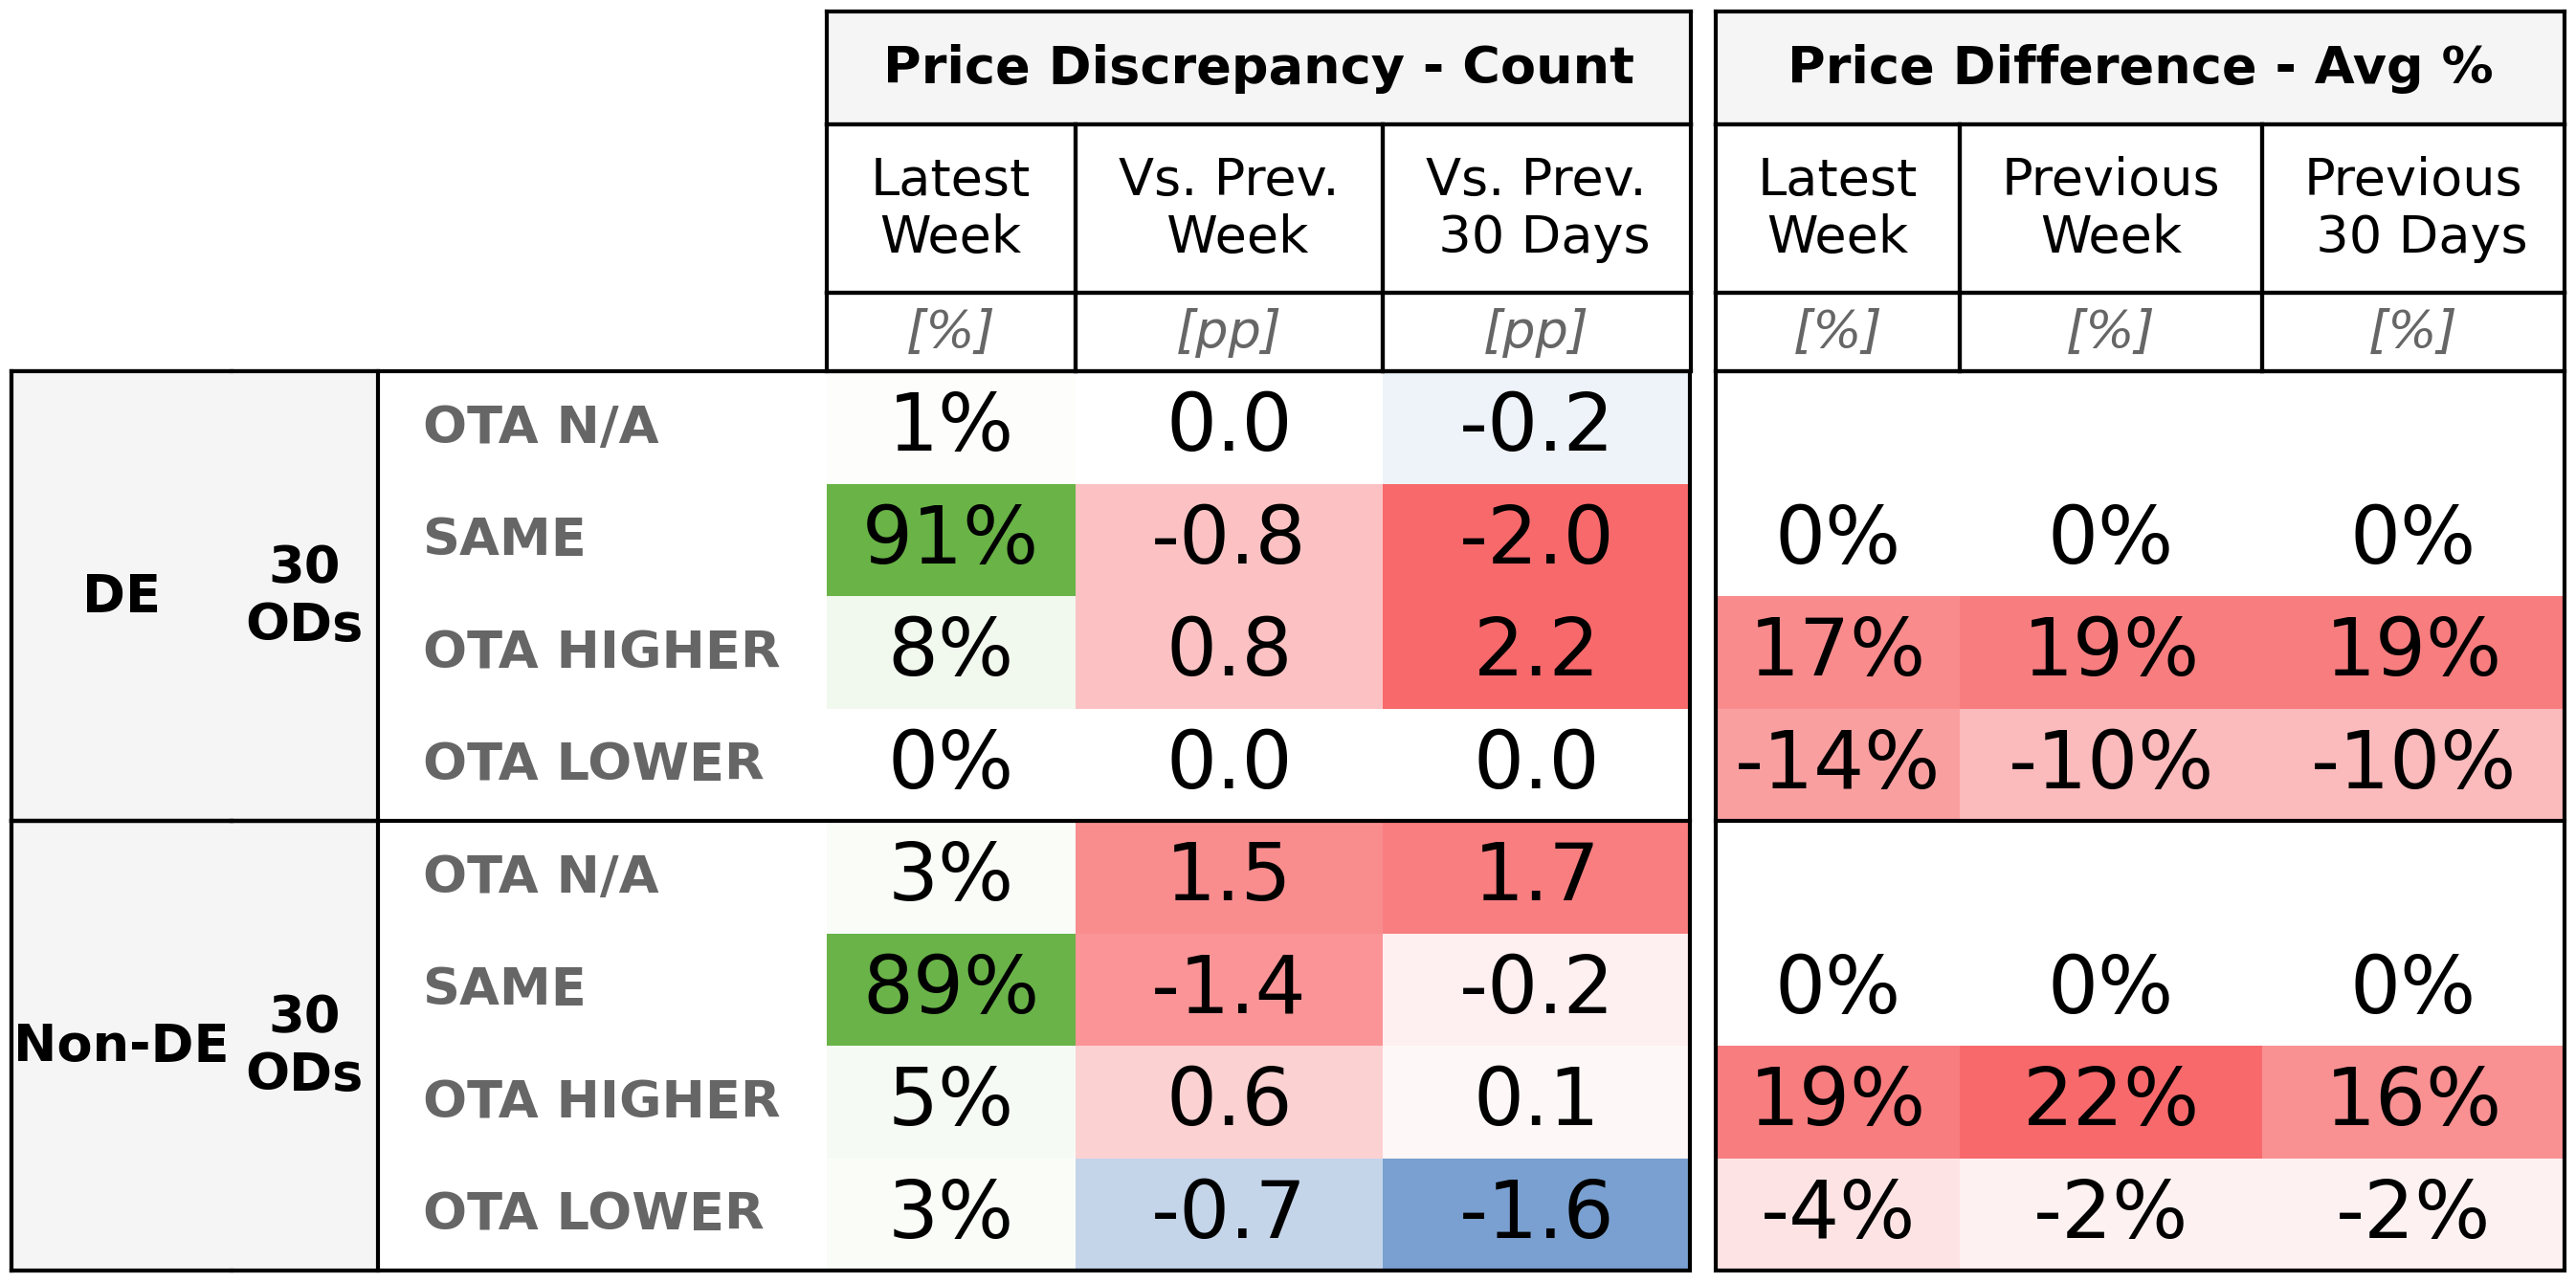 Price Discrepancy - Count Price Difference - Avg %
Latest Week Vs. Prev. Week Vs. Prev. 30 Days Latest Week Previous Week Previous 30 Days
[%] [pp] [pp] [%] [%] [%]
DE 30 ODs
OTA N/A 1% 0.0 -0.2
SAME 91% -0.8 -2.0 0% 0% 0%
OTA HIGHER 8% 0.8 2.2 17% 19% 19%
OTA LOWER 0% 0.0 0.0 -14% -10% -10%
Non-DE 30 ODs
OTA N/A 3% 1.5 1.7
SAME 89% -1.4 -0.2 0% 0% 0%
OTA HIGHER 5% 0.6 0.1 19% 22% 16%
OTA LOWER 3% -0.7 -1.6 -4% -2% -2%